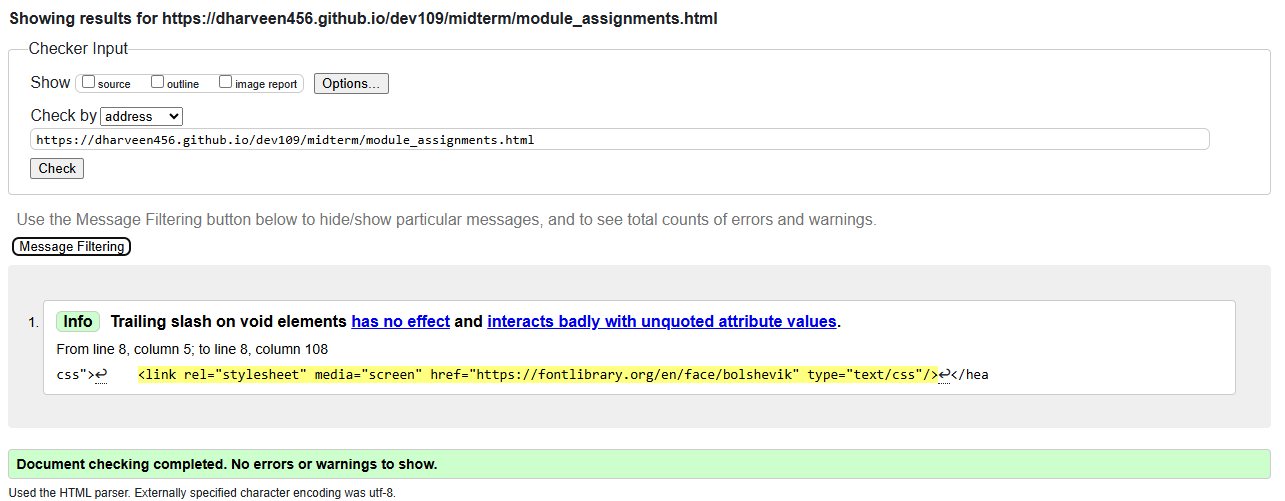 Showing results for https://dharveen456.github.io/dev109/midterm/module_assignments.html
Checker Input
Show source outline image report Options...
Check by address
https://dharveen456.github.io/dev109/midterm/module_assignments.html
Check
Use the Message Filtering button below to hide/show particular messages, and to see total counts of errors and warnings.
Message Filtering
1. Info Trailing slash on void elements has no effect and interacts badly with unquoted attribute values.
From line 8, column 5; to line 8, column 108
css">↩ <link rel="stylesheet" media="screen" href="https://fontlibrary.org/en/face/bolshevik" type="text/css"/>↩</hea
Document checking completed. No errors or warnings to show.
Used the HTML parser. Externally specified character encoding was utf-8.